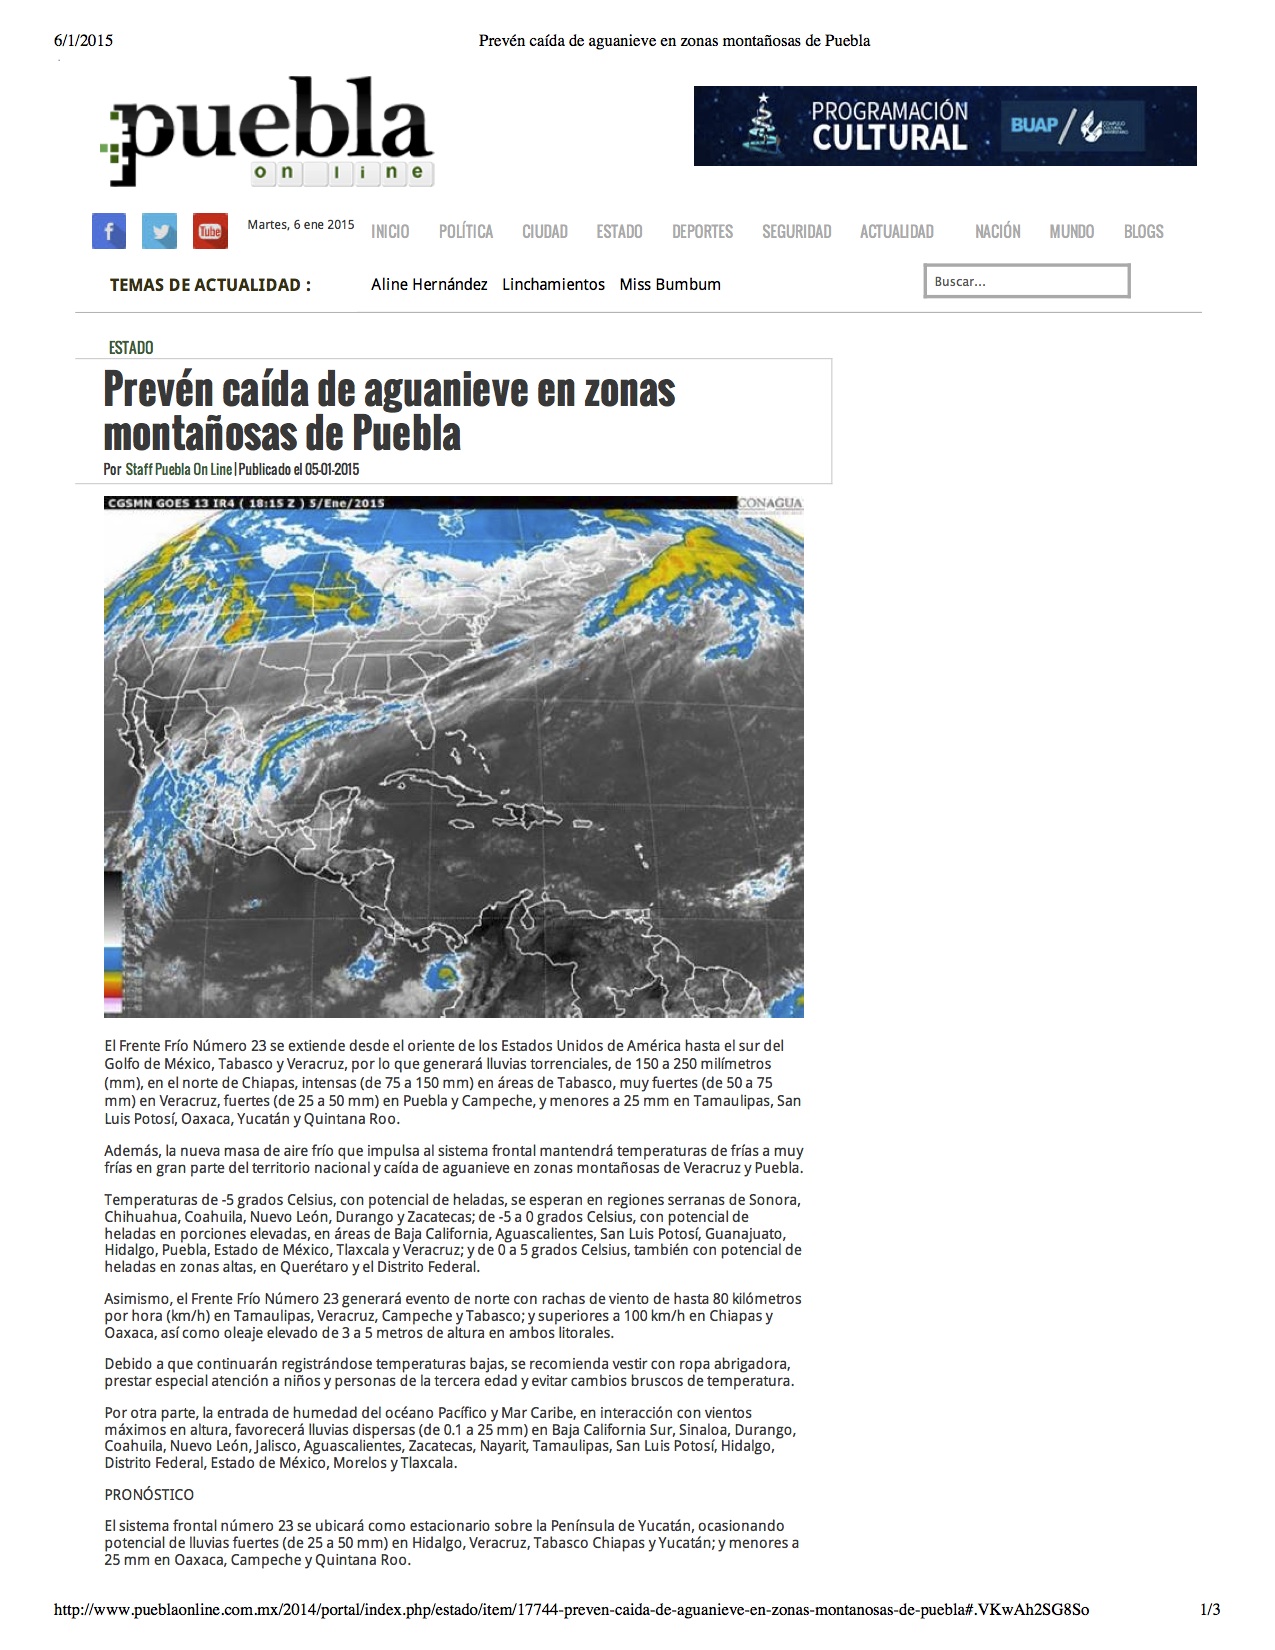 6/1/2015
Prevén caída de aguanieve en zonas montañosas de Puebla
puebla
on line
PROGRAMACIÓN
CULTURAL
BUAP
Martes, 6 ene 2015
INICIO POLÍTICA CIUDAD ESTADO DEPORTES SEGURIDAD ACTUALIDAD NACIÓN MUNDO BLOGS
TEMAS DE ACTUALIDAD :
Aline Hernández Linchamientos Miss Bumbum
Buscar...
ESTADO
Prevén caída de aguanieve en zonas
montañosas de Puebla
Por Staff Puebla On Line|Publicado el 05-01-2015
CGSMN GOES 13 IR4 ( 18:15 Z ) 5/Ene/2015
CONAGUA
El Frente Frío Número 23 se extiende desde el oriente de los Estados Unidos de América hasta el sur del
Golfo de México, Tabasco y Veracruz, por lo que generará lluvias torrenciales, de 150 a 250 milímetros
(mm), en el norte de Chiapas, intensas (de 75 a 150 mm) en áreas de Tabasco, muy fuertes (de 50 a 75
mm) en Veracruz, fuertes (de 25 a 50 mm) en Puebla y Campeche, y menores a 25 mm en Tamaulipas, San
Luis Potosí, Oaxaca, Yucatán y Quintana Roo.
Además, la nueva masa de aire frío que impulsa al sistema frontal mantendrá temperaturas de frías a muy
frías en gran parte del territorio nacional y caída de aguanieve en zonas montañosas de Veracruz y Puebla.
Temperaturas de -5 grados Celsius, con potencial de heladas, se esperan en regiones serranas de Sonora,
Chihuahua, Coahuila, Nuevo León, Durango y Zacatecas; de -5 a 0 grados Celsius, con potencial de
heladas en porciones elevadas, en áreas de Baja California, Aguascalientes, San Luis Potosí, Guanajuato,
Hidalgo, Puebla, Estado de México, Tlaxcala y Veracruz; y de 0 a 5 grados Celsius, también con potencial de
heladas en zonas altas, en Querétaro y el Distrito Federal.
Asimismo, el Frente Frío Número 23 generará evento de norte con rachas de viento de hasta 80 kilómetros
por hora (km/h) en Tamaulipas, Veracruz, Campeche y Tabasco; y superiores a 100 km/h en Chiapas y
Oaxaca, así como oleaje elevado de 3 a 5 metros de altura en ambos litorales.
Debido a que continuarán registrándose temperaturas bajas, se recomienda vestir con ropa abrigadora,
prestar especial atención a niños y personas de la tercera edad y evitar cambios bruscos de temperatura.
Por otra parte, la entrada de humedad del océano Pacífico y Mar Caribe, en interacción con vientos
máximos en altura, favorecerá lluvias dispersas (de 0.1 a 25 mm) en Baja California Sur, Sinaloa, Durango,
Coahuila, Nuevo León, Jalisco, Aguascalientes, Zacatecas, Nayarit, Tamaulipas, San Luis Potosí, Hidalgo,
Distrito Federal, Estado de México, Morelos y Tlaxcala.
PRONÓSTICO
El sistema frontal número 23 se ubicará como estacionario sobre la Península de Yucatán, ocasionando
potencial de lluvias fuertes (de 25 a 50 mm) en Hidalgo, Veracruz, Tabasco Chiapas y Yucatán; y menores a
25 mm en Oaxaca, Campeche y Quintana Roo.
http://www.pueblaonline.com.mx/2014/portal/index.php/estado/item/17744-preven-caida-de-aguanieve-en-zonas-montanosas-de-puebla#.VKwAh2SG8So
1/3